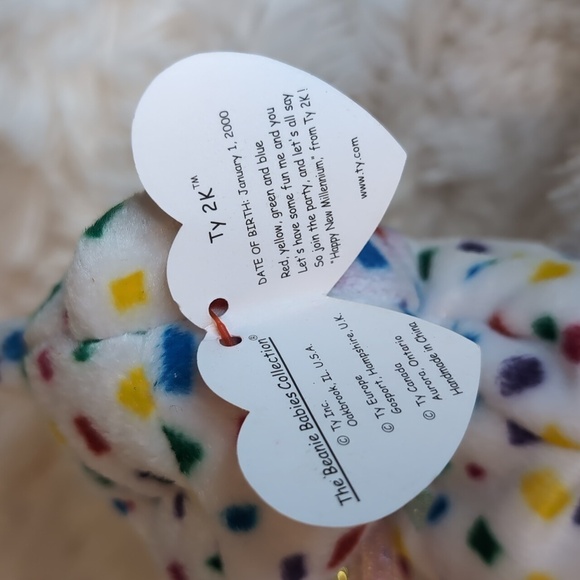 The Beanie Babies Collection®
© Ty Inc.
Oakbrook, IL, U.S.A.
© Ty Europe
Gosport, Hampshire, U.K.
© Ty Canada
Aurora, Ontario
Handmade in China
Ty 2K™
DATE OF BIRTH: January 1, 2000
Red, yellow, green and blue
Let's have some fun me and you
So join the party, and let's all say
"Happy New Millennium," from Ty 2K!
www.ty.com